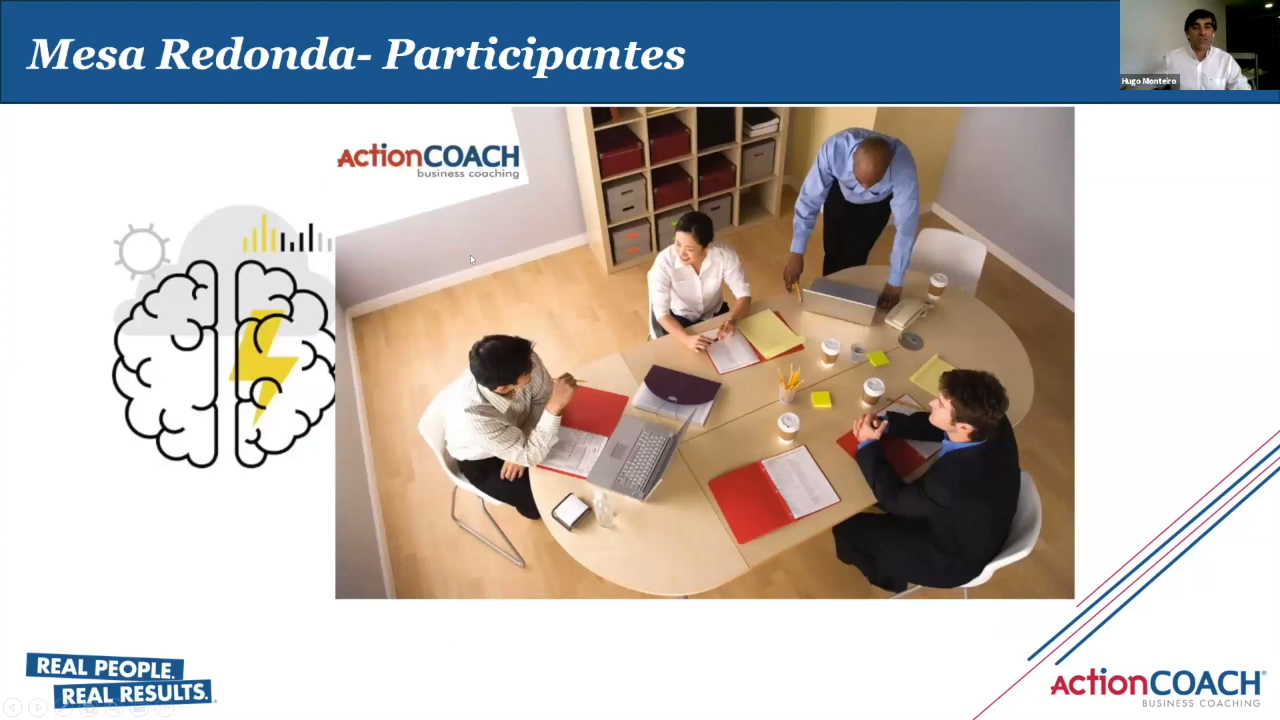 Mesa Redonda- Participantes
Hugo Monteiro
ActionCOACH
business coaching
REAL PEOPLE.
REAL RESULTS.
ActionCOACH®
BUSINESS COACHING